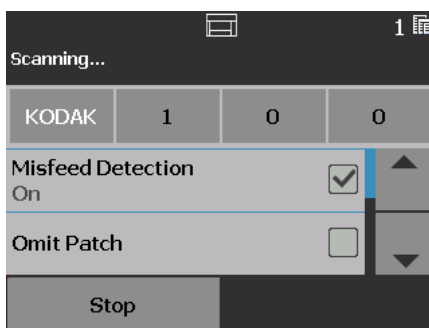 1
Scanning...
KODAK 1 0 0
Misfeed Detection
On
Omit Patch
Stop